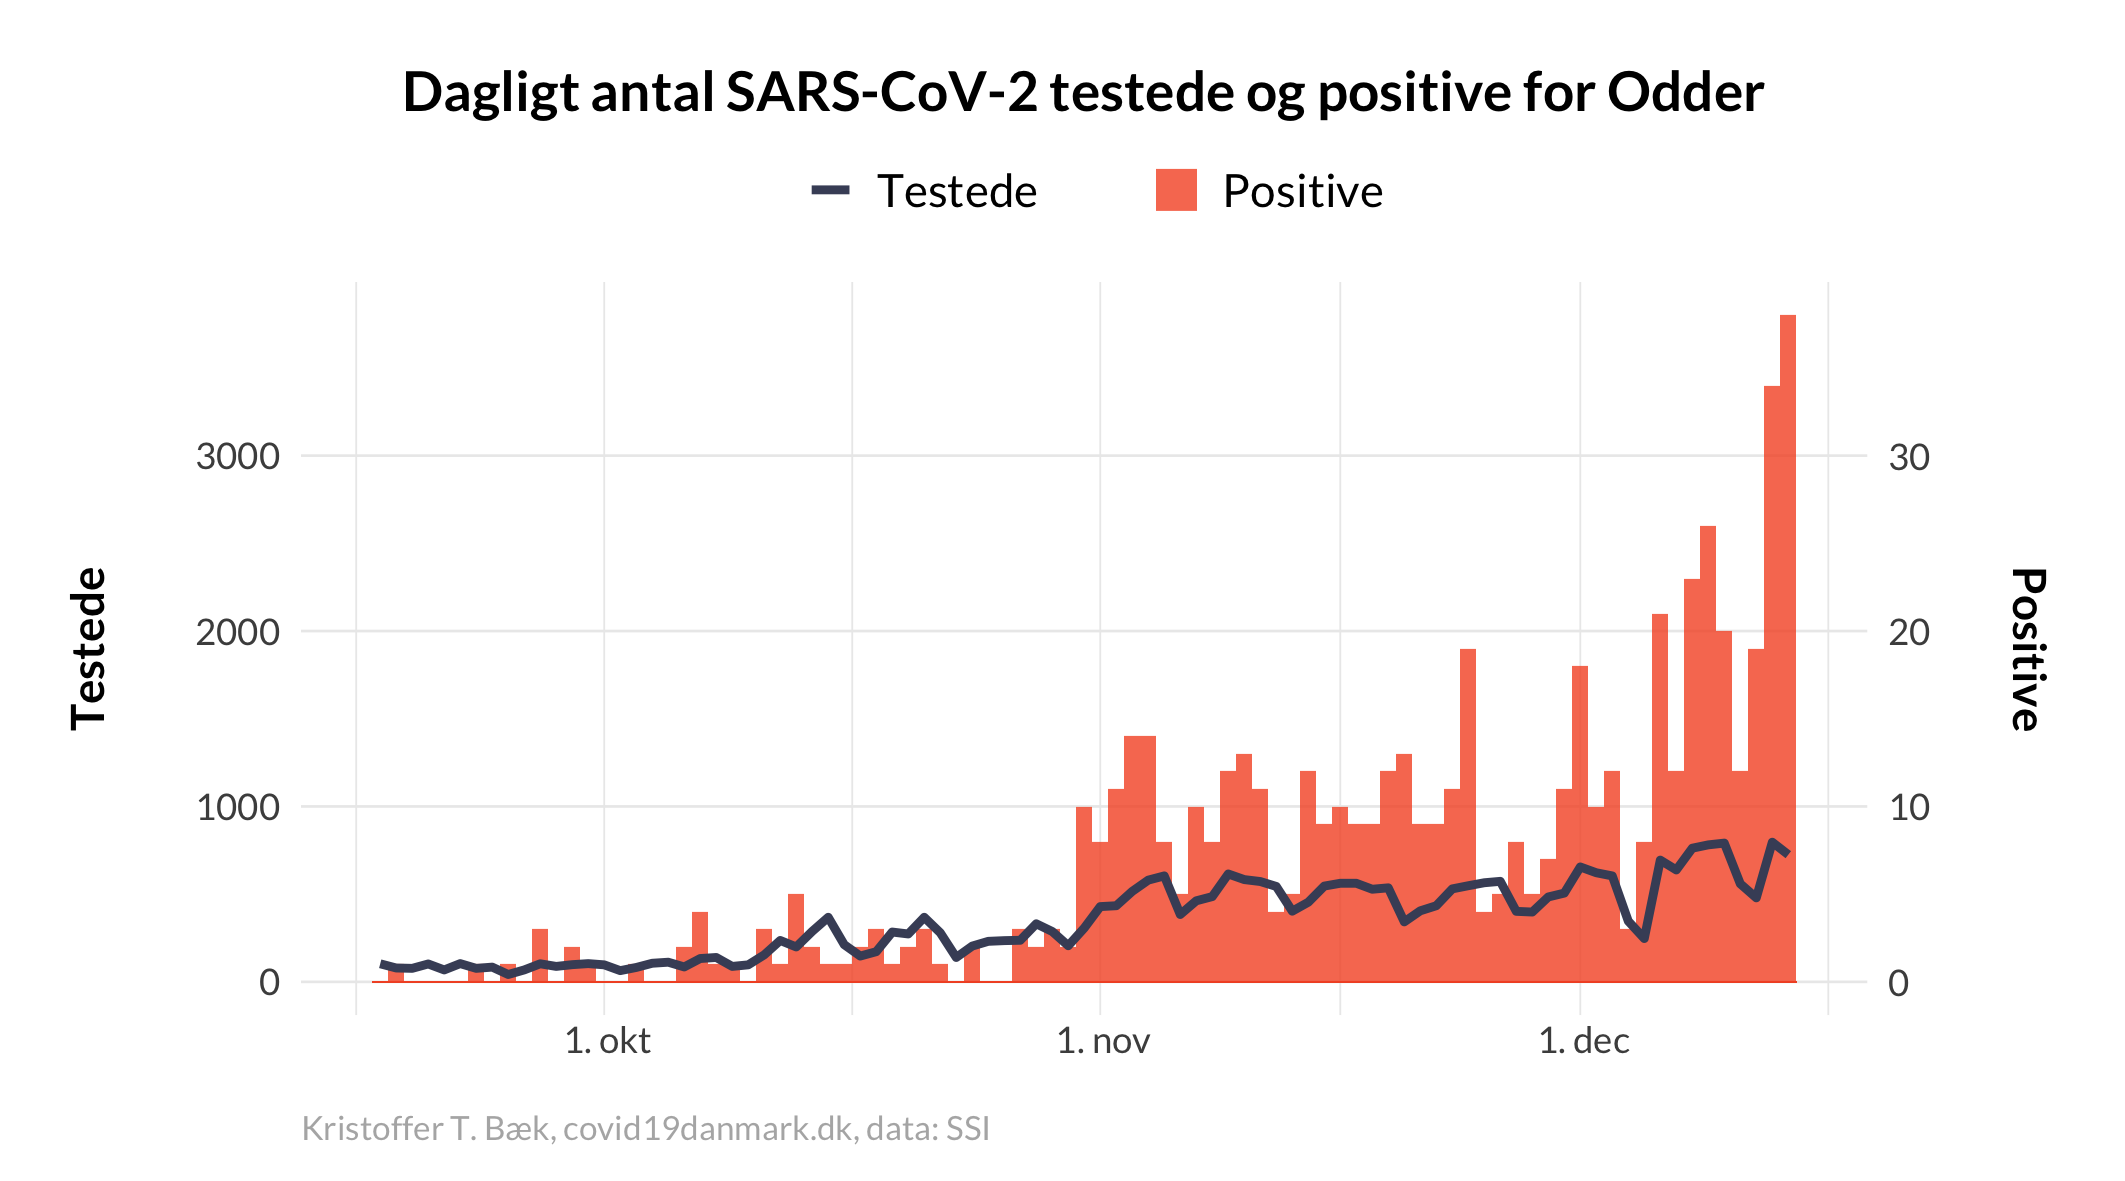 Dagligt antal SARS-CoV-2 testede og positive for Odder
Testede
Positive
3000
2000
1000
0
30
20
10
0
Testede
Positive
1. okt
1. nov
1. dec
Kristoffer T. Bæk, covid19danmark.dk, data: SSI